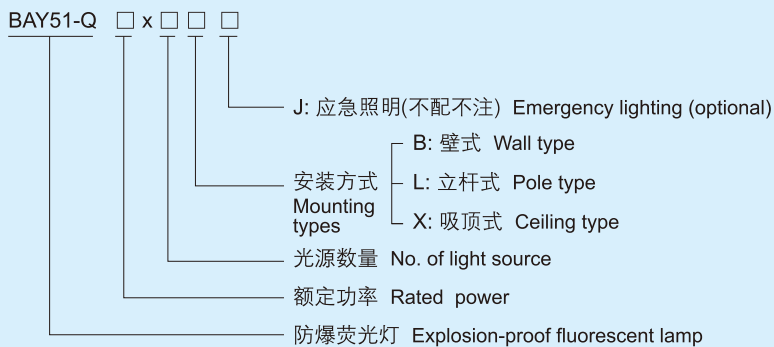 BAY51-Q □ x □ □ □
J: 应急照明(不配不注) Emergency lighting (optional)
B: 壁式 Wall type
安装方式
Mounting
types
L: 立杆式 Pole type
X: 吸顶式 Ceiling type
光源数量 No. of light source
额定功率 Rated power
防爆荧光灯 Explosion-proof fluorescent lamp